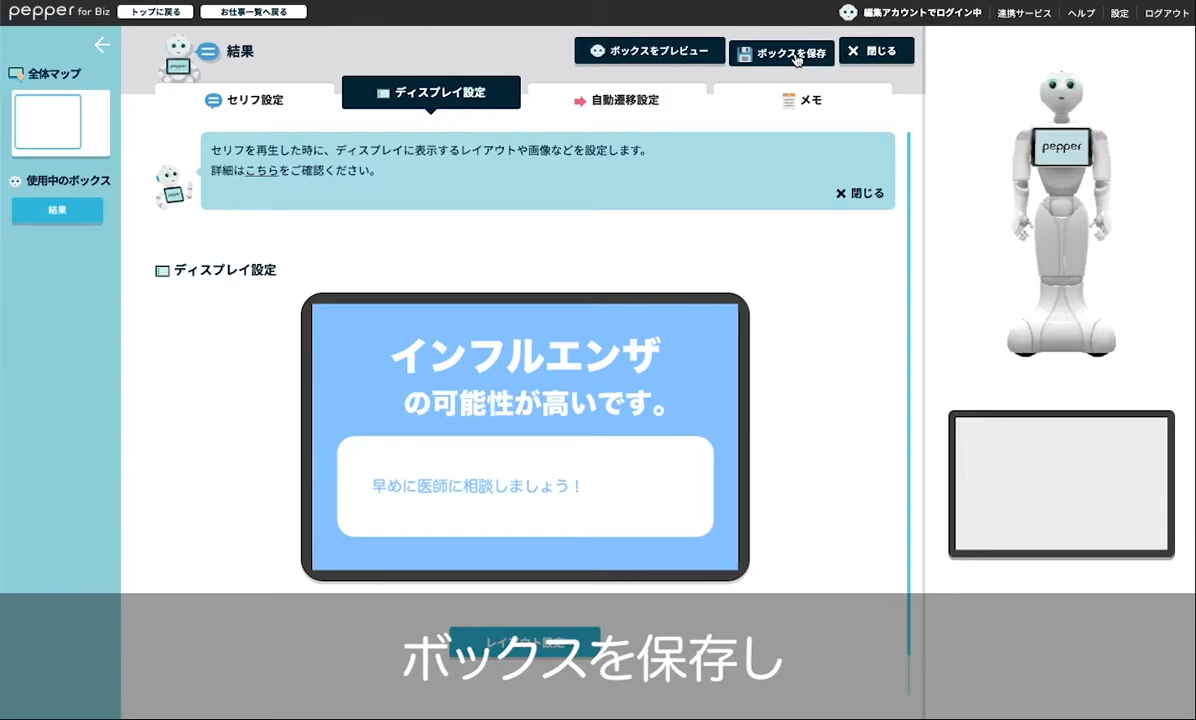 pepper for Biz
トップに戻る
お仕事一覧へ戻る
編集アカウントでログイン中
連携サービス
ヘルプ
設定
ログアウト
全体マップ
使用中のボックス
結果
pepper
結果
ボックスをプレビュー
ボックスを保存
閉じる
セリフ設定
ディスプレイ設定
自動遷移設定
メモ
セリフを再生した時に、ディスプレイに表示するレイアウトや画像などを設定します。
詳細はこちらをご確認ください。
閉じる
ディスプレイ設定
インフルエンザ
の可能性が高いです。
早めに医師に相談しましょう！
レイアウト設定
pepper
ボックスを保存し